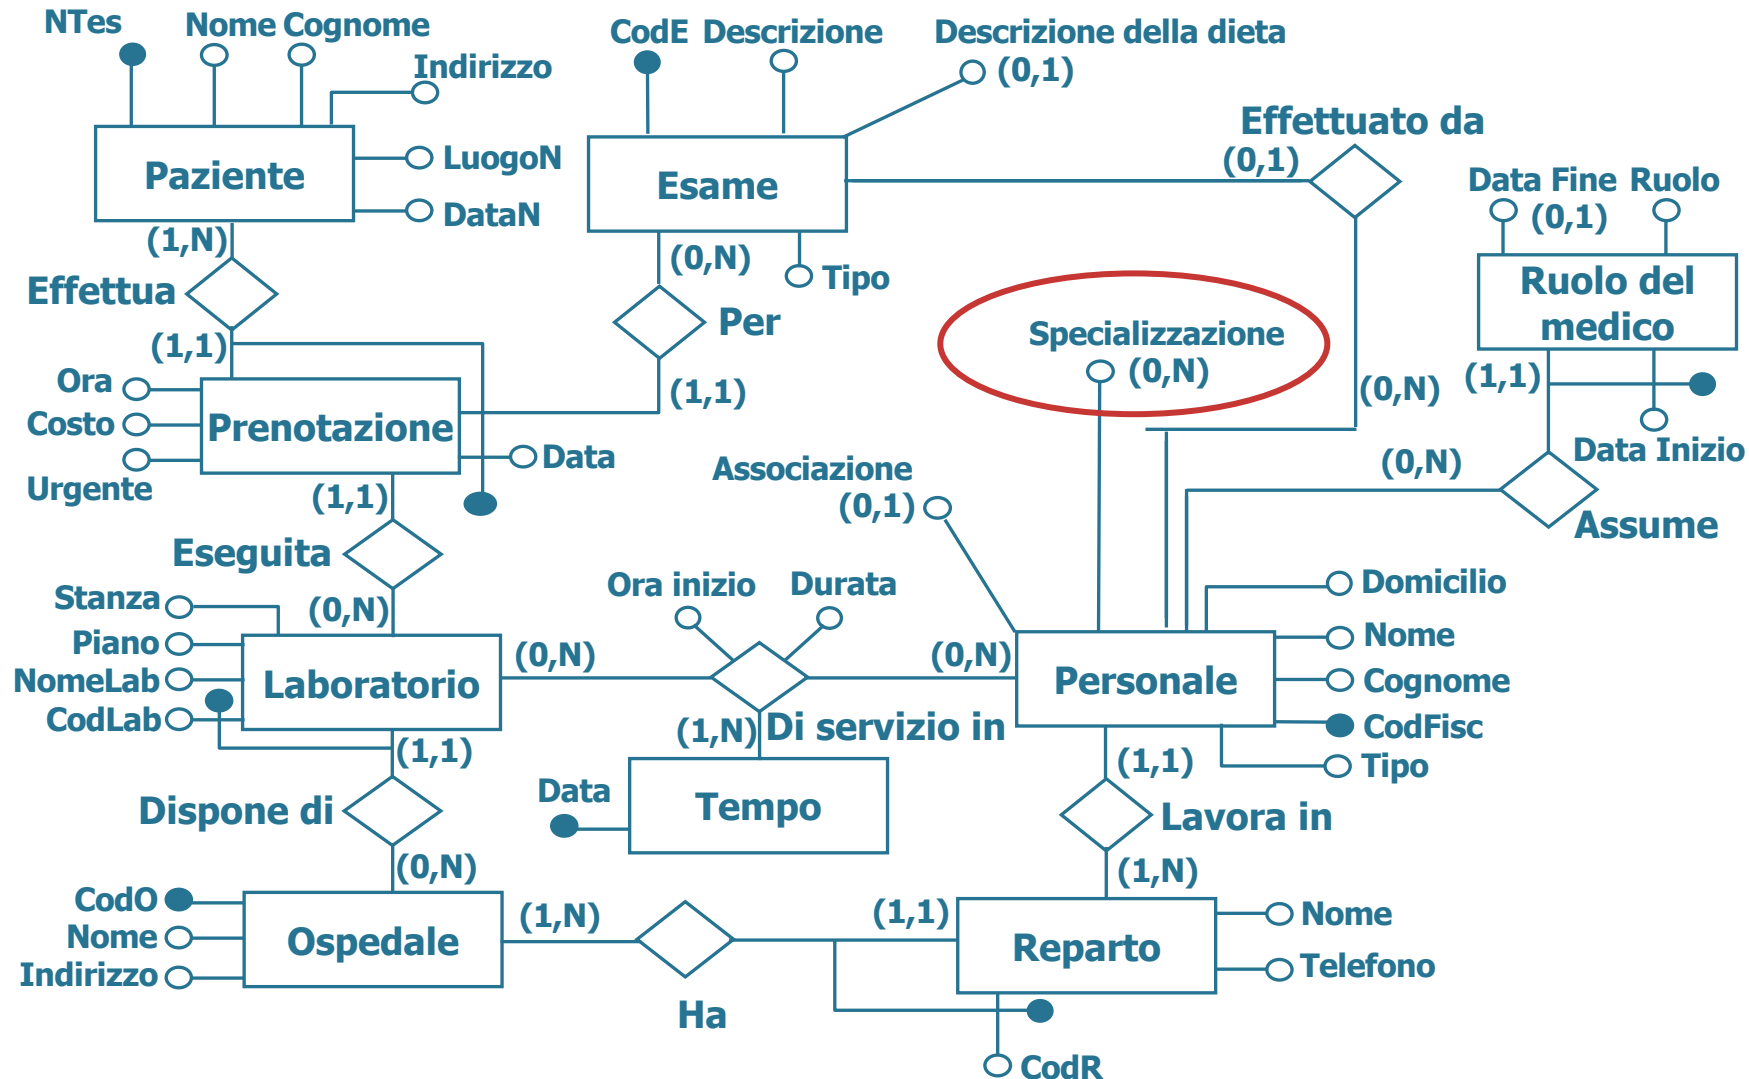 NTes
Nome Cognome
Indirizzo
Paziente
LuogoN
DataN
(1,N)
Effettua
(1,1)
CodE Descrizione
Descrizione della dieta
(0,1)
Esame
(0,N)
Tipo
Per
(1,1)
Effettuato da
(0,1)
(0,N)
Data Fine
(0,1)
Ruolo
Ruolo del
medico
(1,1)
Data Inizio
(0,N)
Assume
Specializzazione
(0,N)
Ora
Costo
Urgente
Prenotazione
Data
(1,1)
Eseguita
(0,N)
Associazione
(0,1)
Stanza
Piano
NomeLab
CodLab
Laboratorio
(0,N)
Ora inizio
Durata
(0,N)
Di servizio in
(1,N)
Data
Tempo
Personale
Domicilio
Nome
Cognome
CodFisc
Tipo
(1,1)
Lavora in
(1,N)
(1,1)
Dispone di
(0,N)
CodO
Nome
Indirizzo
Ospedale
(1,N)
Ha
(1,1)
Reparto
Nome
Telefono
CodR